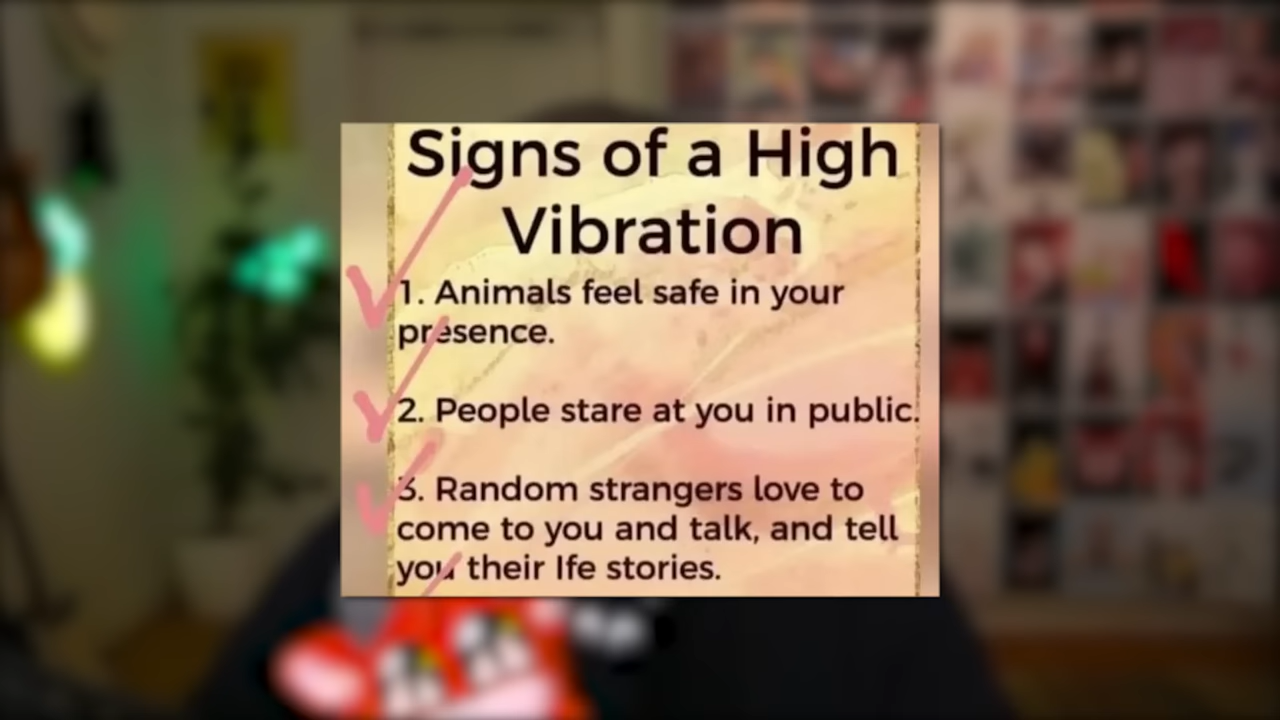 Signs of a High
Vibration
1. Animals feel safe in your
presence.
2. People stare at you in public.
3. Random strangers love to
come to you and talk, and tell
you their Ife stories.